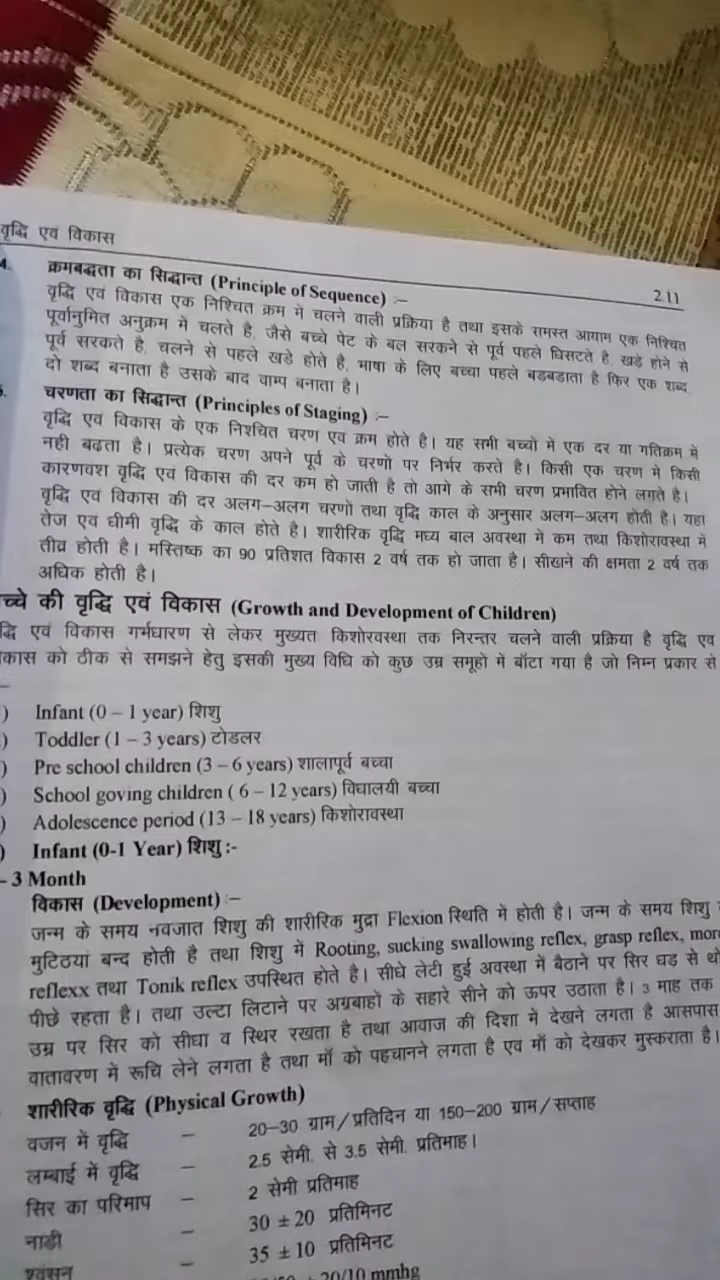 वृद्धि एवं विकास
211
4. क्रमबद्धता का सिद्धान्त (Principle of Sequence) :–
वृद्धि एवं विकास एक निश्चित क्रम में चलने वाली प्रक्रिया है तथा इसके समस्त आयाम एक निश्चित
पूर्वानुमित अनुक्रम में चलते है, जैसे बच्चे पेट के बल सरकने से पूर्व पहले घिसटते है, खडे होने से
पूर्व सरकते है, चलने से पहले खडे होते है, भाषा के लिए बच्चा पहले बडबडाता है फिर एक शब्द,
दो शब्द बनाता है उसके बाद वाम्प बनाता है।
चरणता का सिद्धान्त (Principles of Staging) :–
वृद्धि एवं विकास के एक निश्यचित चरण एव क्रम होते है। यह सभी बच्चों में एक दर या गतिक्रम में
नही बढ़ता है। प्रत्येक चरण अपने पूर्व के चरणो पर निर्भर करते है। किसी एक चरण मे किसी
कारणवश वृद्धि एवं विकास की दर कम हो जाती है तो आगे के सभी चरण प्रभावित होने लगते है।
वृद्धि एवं विकास की दर अलग–अलग चरणो तथा वृद्धि काल के अनुसार अलग–अलग होती है। यहां
तेज एवं धीमी वृद्धि के काल होते है। शारीरिक वृद्धि मध्य बाल अवस्था में कम तथा किशोरावस्था में
तीव्र होती है। मस्तिष्क का 90 प्रतिशत विकास 2 वर्ष तक हो जाता है। सीखाने की क्षमता 2 वर्ष तक
अधिक होती है।
च्चे की वृद्धि एवं विकास (Growth and Development of Children)
द्धि एवं विकास गर्भधारण से लेकर मुख्यत किशोरवस्था तक निरन्तर चलने वाली प्रक्रिया है वृद्धि एव
कास को ठीक से समझने हेतु इसकी मुख्य विधि को कुछ उम्र समूहो में बाँटा गया है जो निम्न प्रकार से
–
) Infant (0 – 1 year) शिशु
) Toddler (1 – 3 years) टोडलर
) Pre school children (3 – 6 years) शालापूर्व बच्चा
) School goving children ( 6 – 12 years) विघालयी बच्चा
) Adolescence period (13 – 18 years) किशोरावस्था
) Infant (0-1 Year) शिशु :-
– 3 Month
विकास (Development) :–
जन्म के समय नवजात शिशु की शारीरिक मुद्रा Flexion स्थिति में होती है। जन्म के समय शिशु
मुटिठयां बन्द होती है तथा शिशु में Rooting, sucking swallowing reflex, grasp reflex, mor
reflexx तथा Tonik reflex उपस्थित होते है। सीधे लेटी हुई अवस्था में बैठाने पर सिर घड से थो
पीछे रहता है। तथा उल्टा लिटाने पर अग्रबाहों के सहारे सीने को ऊपर उठाता है। 3 माह तक
उम्र पर सिर को सीधा व स्थिर रखता है तथा आवाज की दिशा में देखने लगता है आसपास
वातावरण में रूचि लेने लगता है तथा माँ को पहचानने लगता है एव माँ को देखकर मुस्कराता है।
शारीरिक वृद्धि (Physical Growth)
वजन में वृद्धि – 20–30 ग्राम/प्रतिदिन या 150–200 ग्राम/सप्ताह
लम्बाई में वृद्धि – 2.5 सेमी. से 3.5 सेमी. प्रतिमाह।
सिर का परिमाप – 2 सेमी प्रतिमाह
नाडी – 30 ± 20 प्रतिमिनट
श्वसन – 35 ± 10 प्रतिमिनट
20/10 mmhg